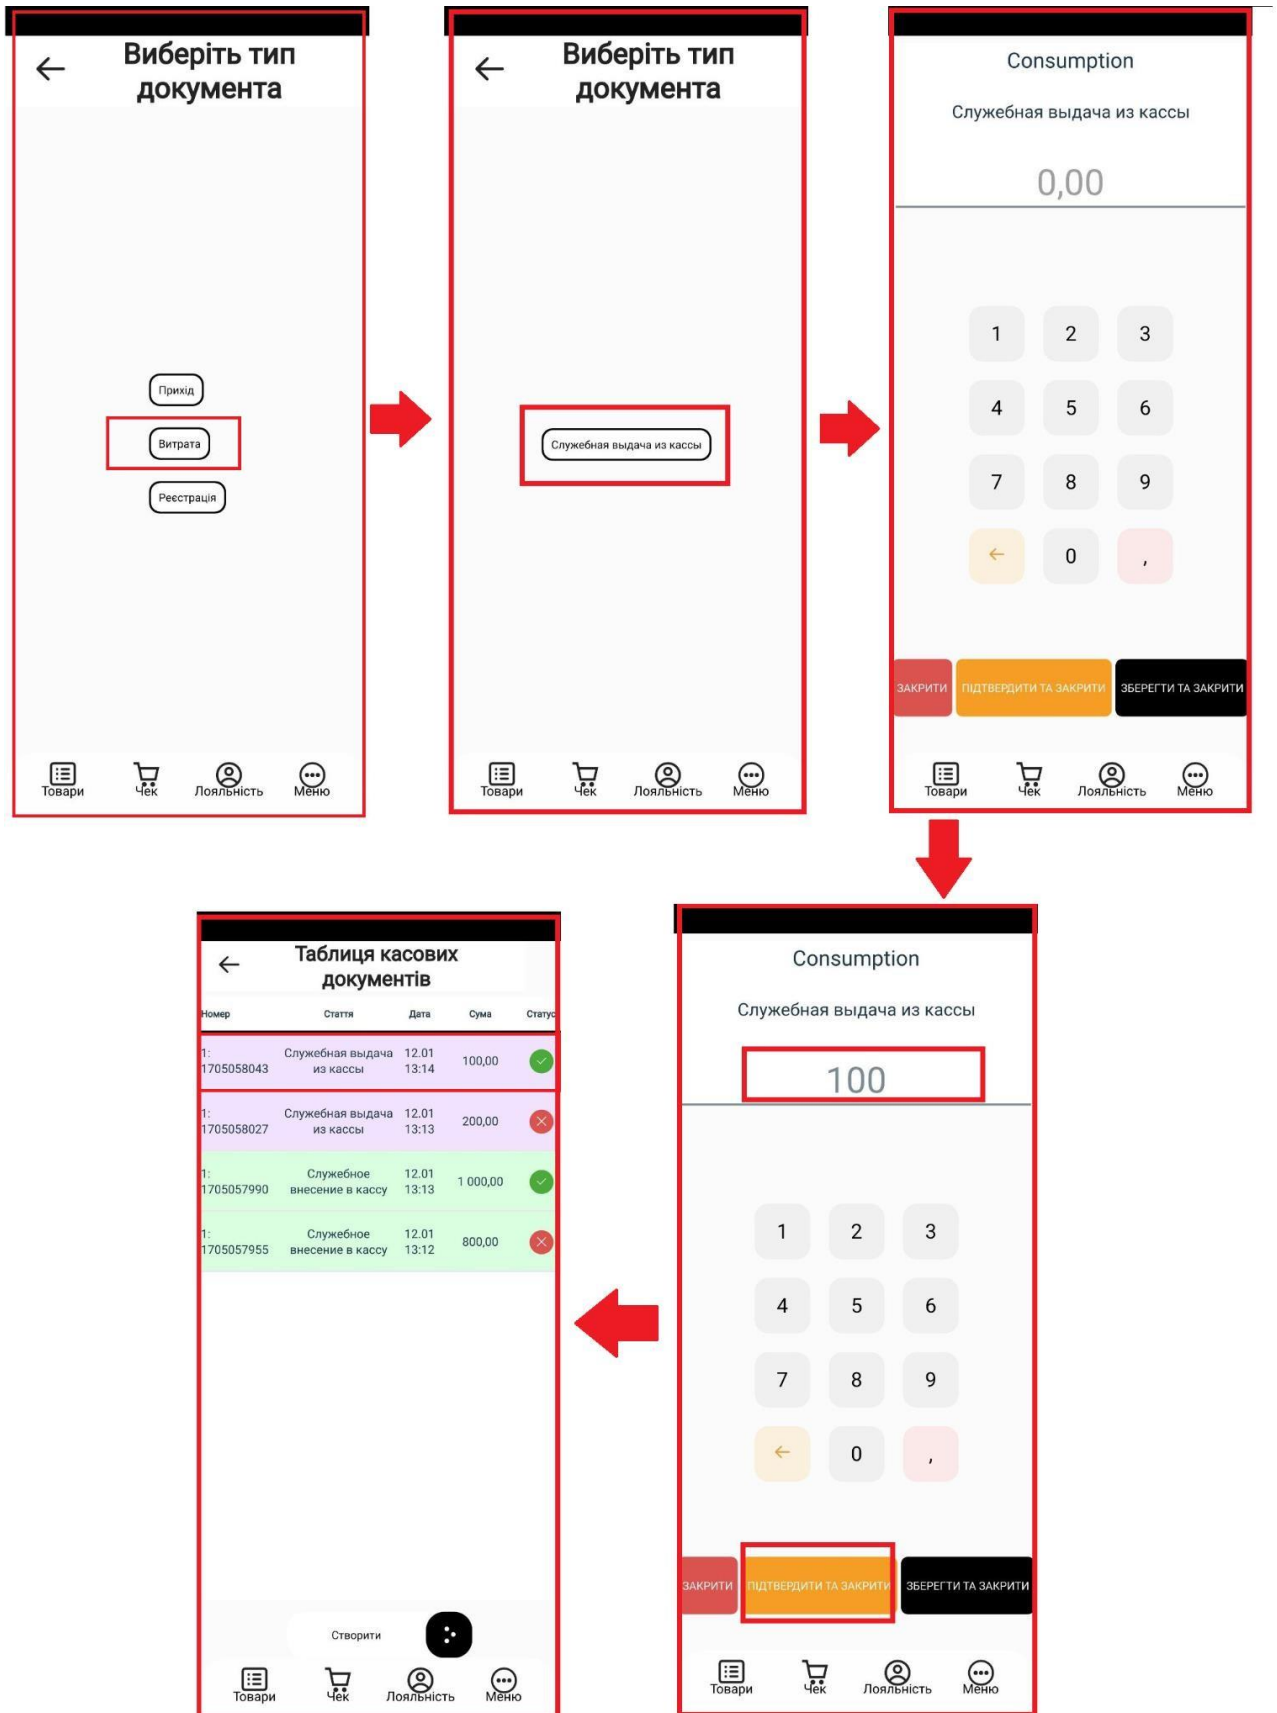 Виберіть тип
документа
Прихід
Витрата
Реєстрація
Товари
Чек
Лояльність
Меню
Виберіть тип
документа
Служебная выдача из кассы
Товари
Чек
Лояльність
Меню
Consumption
Служебная выдача из кассы
0,00
1 2 3
4 5 6
7 8 9
0 ,
ЗАКРИТИ ПІДТВЕРДИТИ ТА ЗАКРИТИ ЗБЕРЕГТИ ТА ЗАКРИТИ
Товари
Чек
Лояльність
Меню
Таблиця касових
документів
Номер Стаття Дата Сума Статус
1: Служебная выдача 12.01
1705058043 из кассы 13:14 100,00
1: Служебная выдача 12.01
1705058027 из кассы 13:13 200,00
1: Служебное 12.01
1705057990 внесение в кассу 13:13 1 000,00
1: Служебное 12.01
1705057955 внесение в кассу 13:12 800,00
Створити
Товари
Чек
Лояльність
Меню
Consumption
Служебная выдача из кассы
100
1 2 3
4 5 6
7 8 9
0 ,
ЗАКРИТИ ПІДТВЕРДИТИ ТА ЗАКРИТИ ЗБЕРЕГТИ ТА ЗАКРИТИ
Товари
Чек
Лояльність
Меню